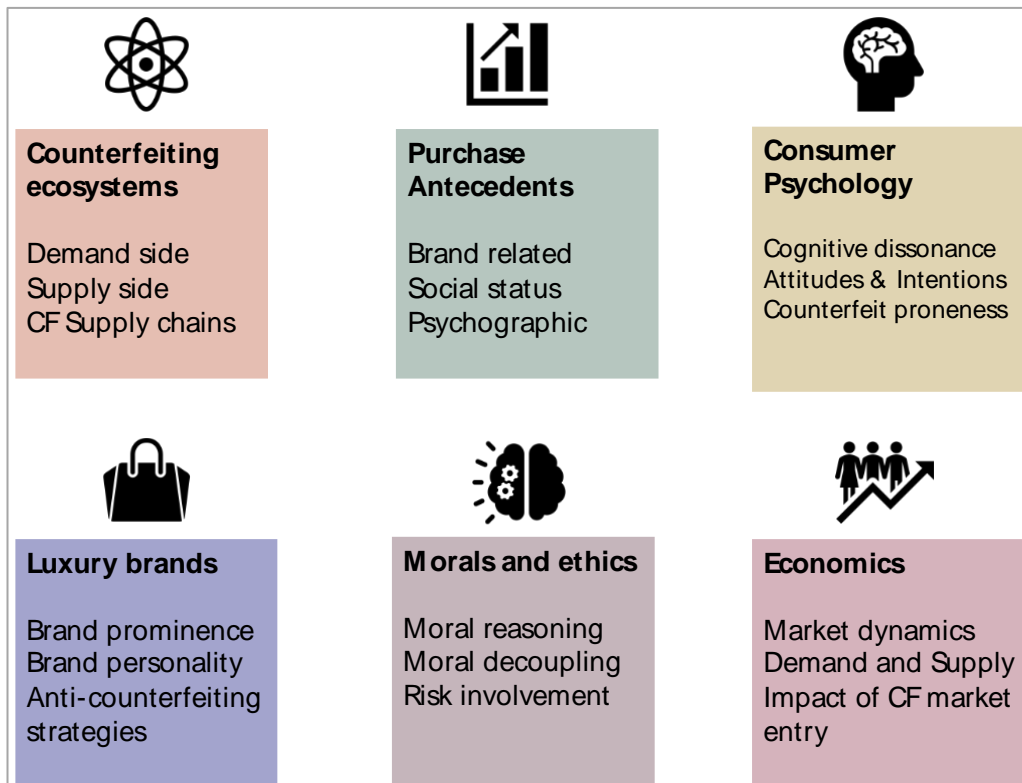 Counterfeiting
ecosystems
Demand side
Supply side
CF Supply chains
Purchase
Antecedents
Brand related
Social status
Psychographic
Consumer
Psychology
Cognitive dissonance
Attitudes & Intentions
Counterfeit proneness
Luxury brands
Brand prominence
Brand personality
Anti-counterfeiting
strategies
Morals and ethics
Moral reasoning
Moral decoupling
Risk involvement
Economics
Market dynamics
Demand and Supply
Impact of CF market
entry